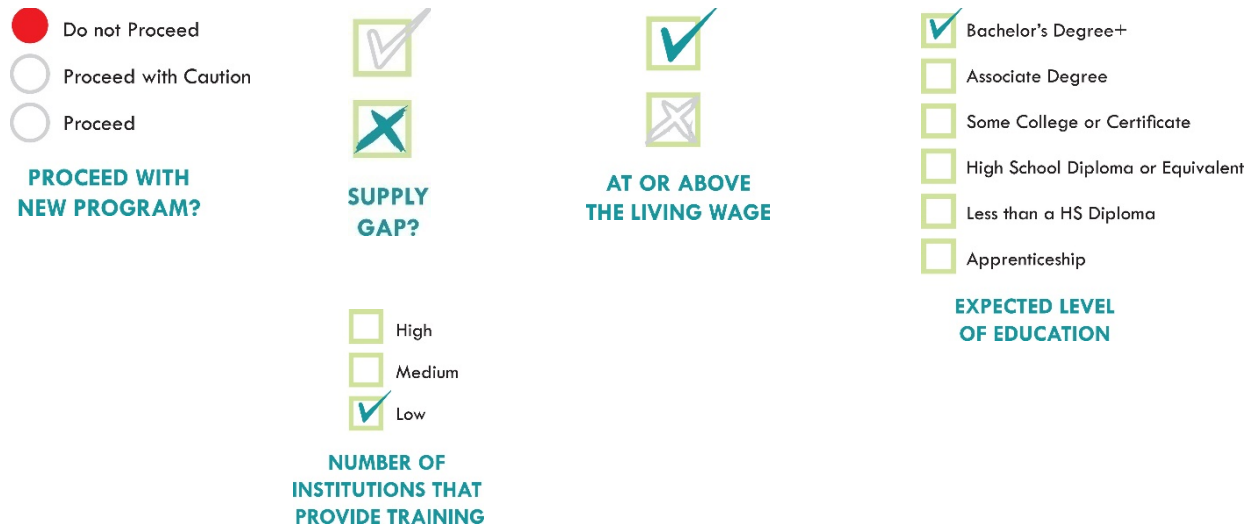 Do not Proceed
Proceed with Caution
Proceed
PROCEED WITH
NEW PROGRAM?
SUPPLY
GAP?
AT OR ABOVE
THE LIVING WAGE
Bachelor's Degree+
Associate Degree
Some College or Certificate
High School Diploma or Equivalent
Less than a HS Diploma
Apprenticeship
EXPECTED LEVEL
OF EDUCATION
High
Medium
Low
NUMBER OF
INSTITUTIONS THAT
PROVIDE TRAINING